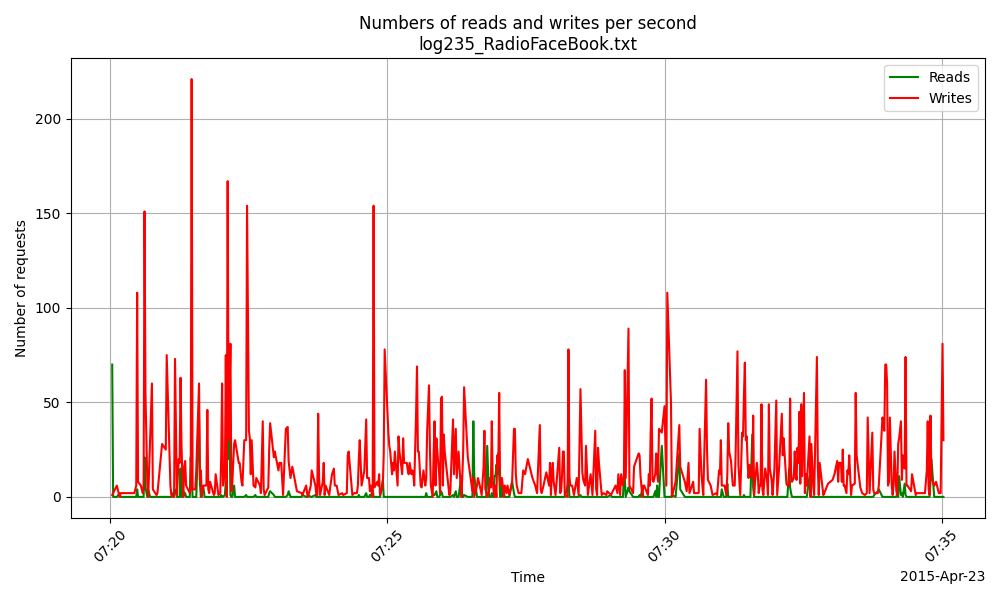 Numbers of reads and writes per second
log235_RadioFaceBook.txt
Reads
Writes
Number of requests
200
150
100
50
0
07:20
07:25
07:30
07:35
Time
2015-Apr-23